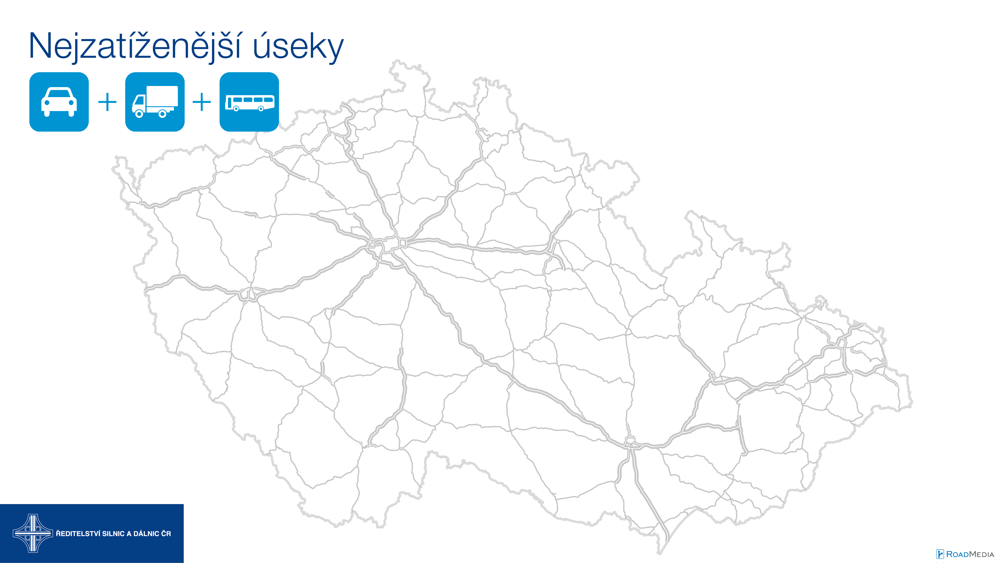 Nejzatíženější úseky
+ +
ŘEDITELSTVÍ SILNIC A DÁLNIC ČR
ROADMEDIA